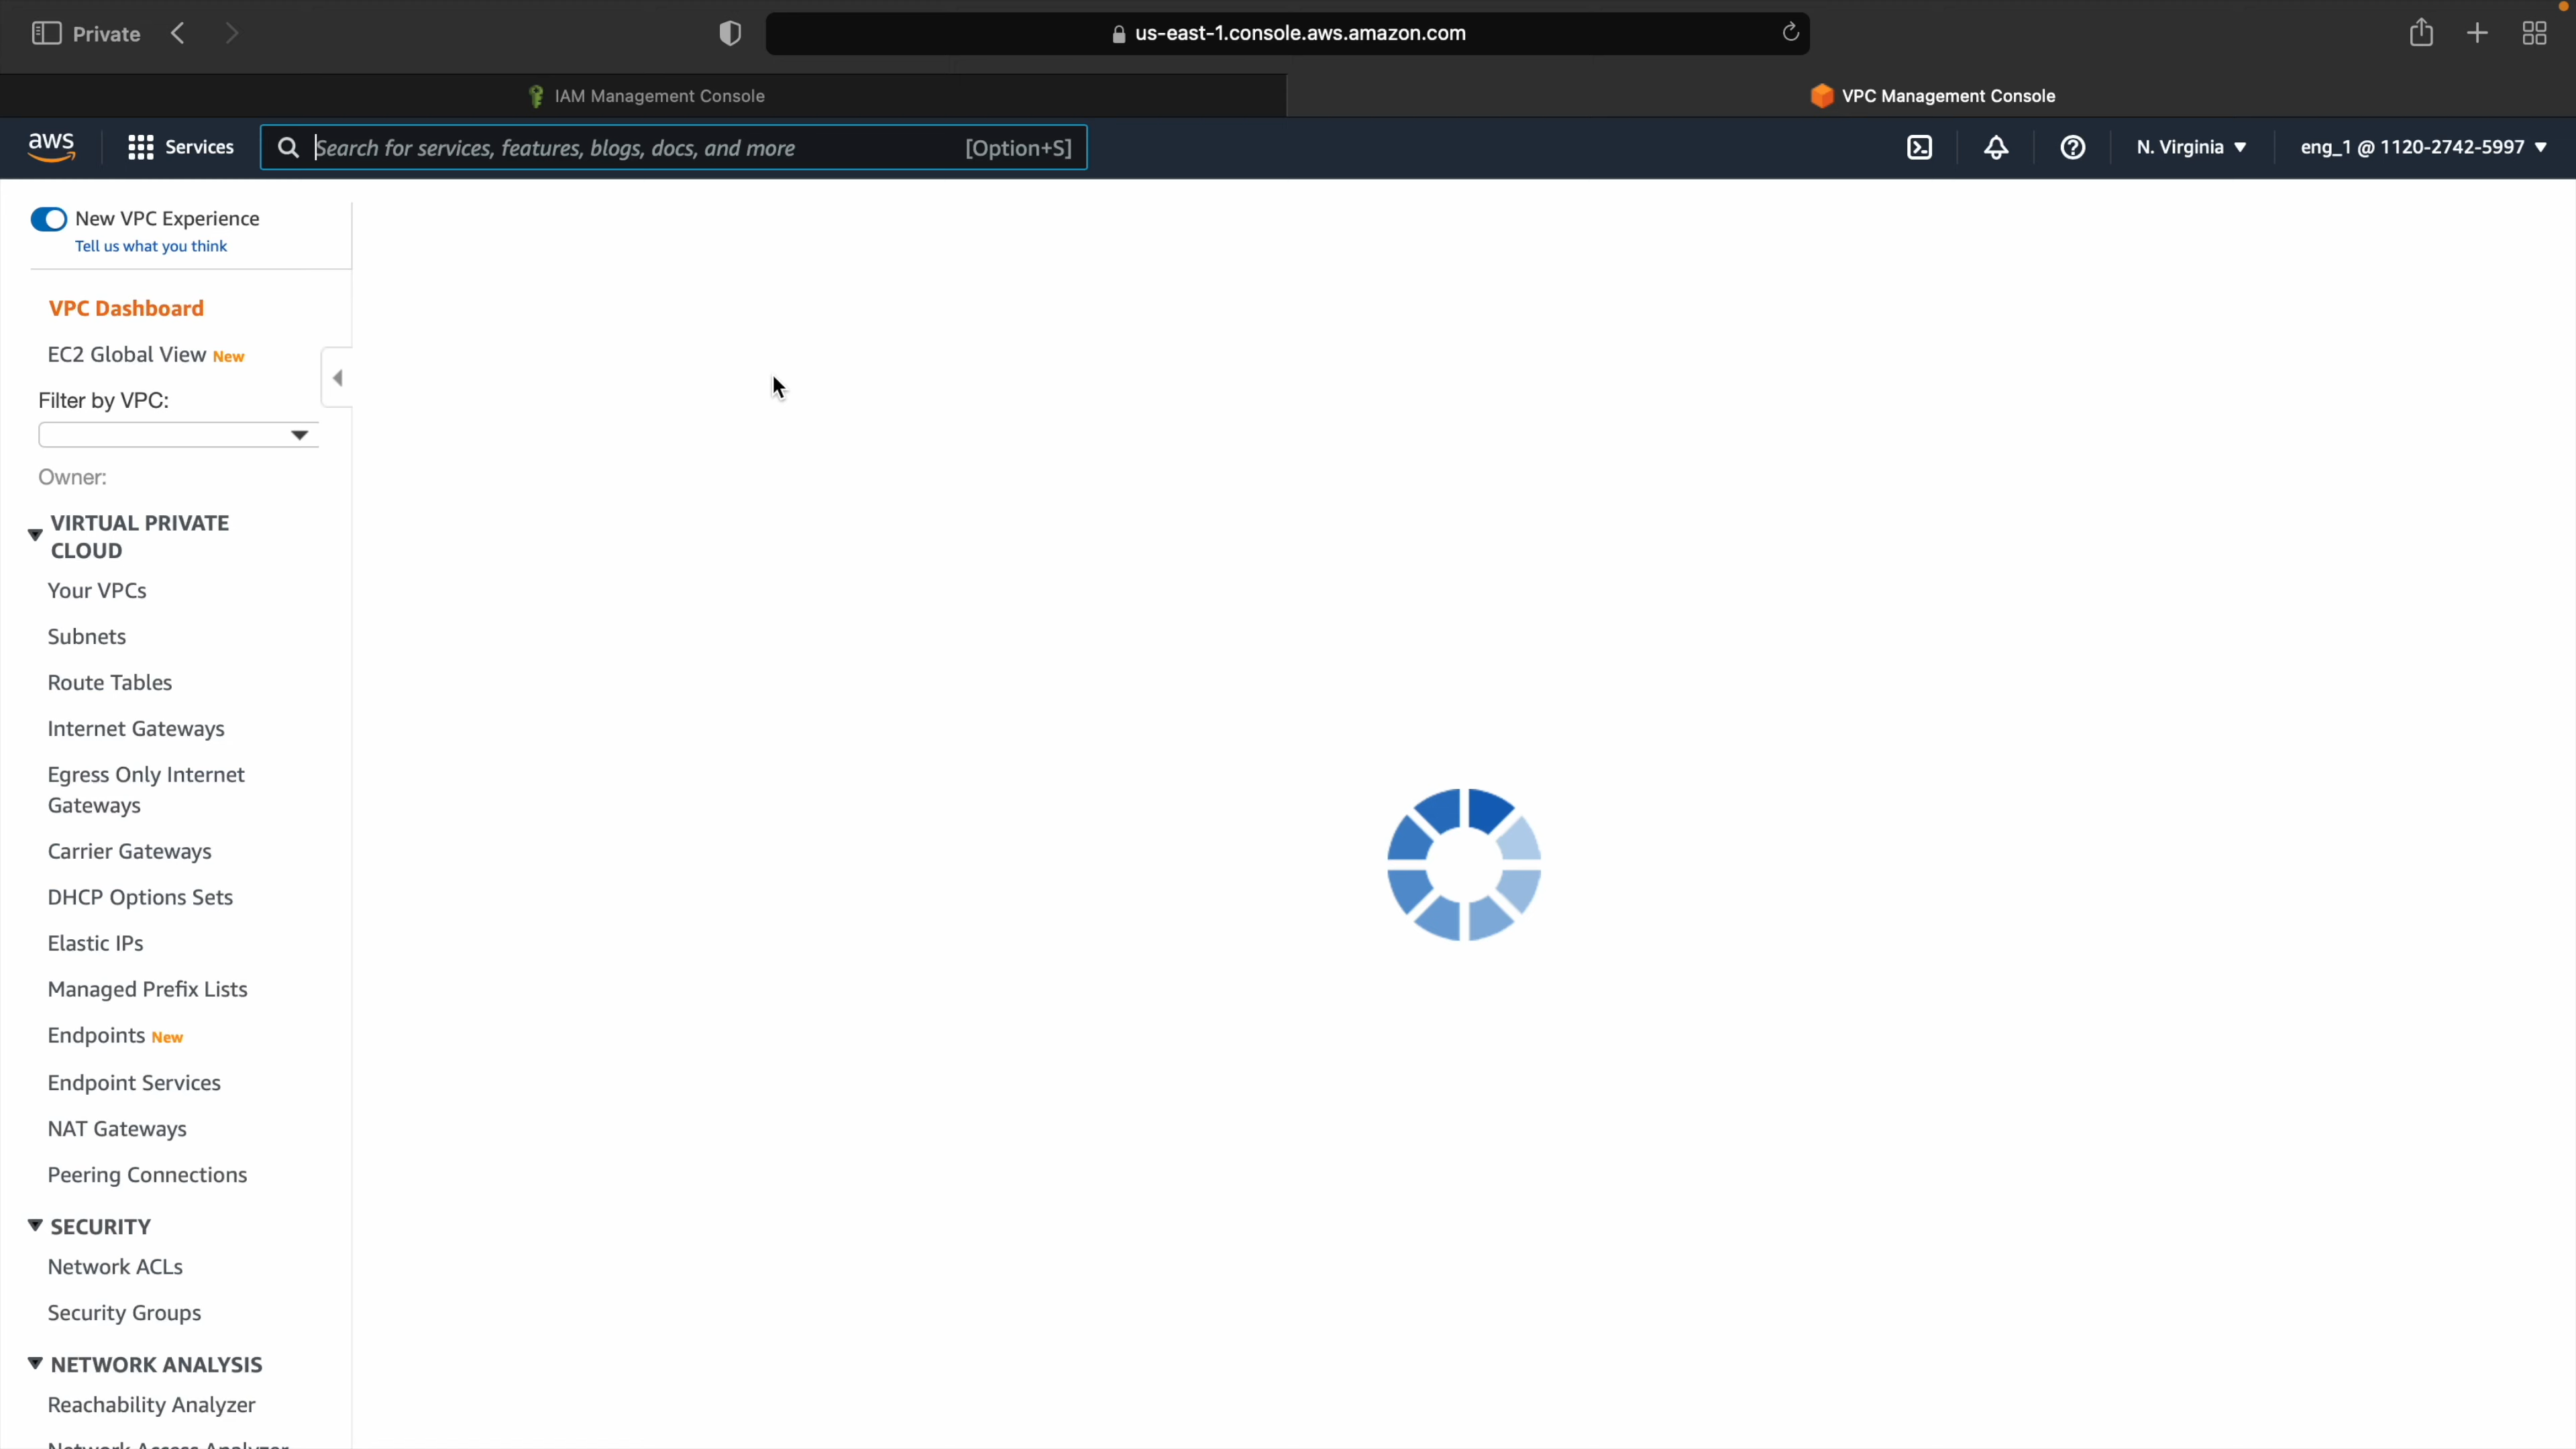 Private
us-east-1.console.aws.amazon.com
IAM Management Console
VPC Management Console
aws
Services
Search for services, features, blogs, docs, and more
[Option+S]
N. Virginia
eng_1 @ 1120-2742-5997
New VPC Experience
Tell us what you think
VPC Dashboard
EC2 Global View New
Filter by VPC:
Owner:
VIRTUAL PRIVATE
CLOUD
Your VPCs
Subnets
Route Tables
Internet Gateways
Egress Only Internet
Gateways
Carrier Gateways
DHCP Options Sets
Elastic IPs
Managed Prefix Lists
Endpoints New
Endpoint Services
NAT Gateways
Peering Connections
SECURITY
Network ACLs
Security Groups
NETWORK ANALYSIS
Reachability Analyzer
Network Access Analyzer